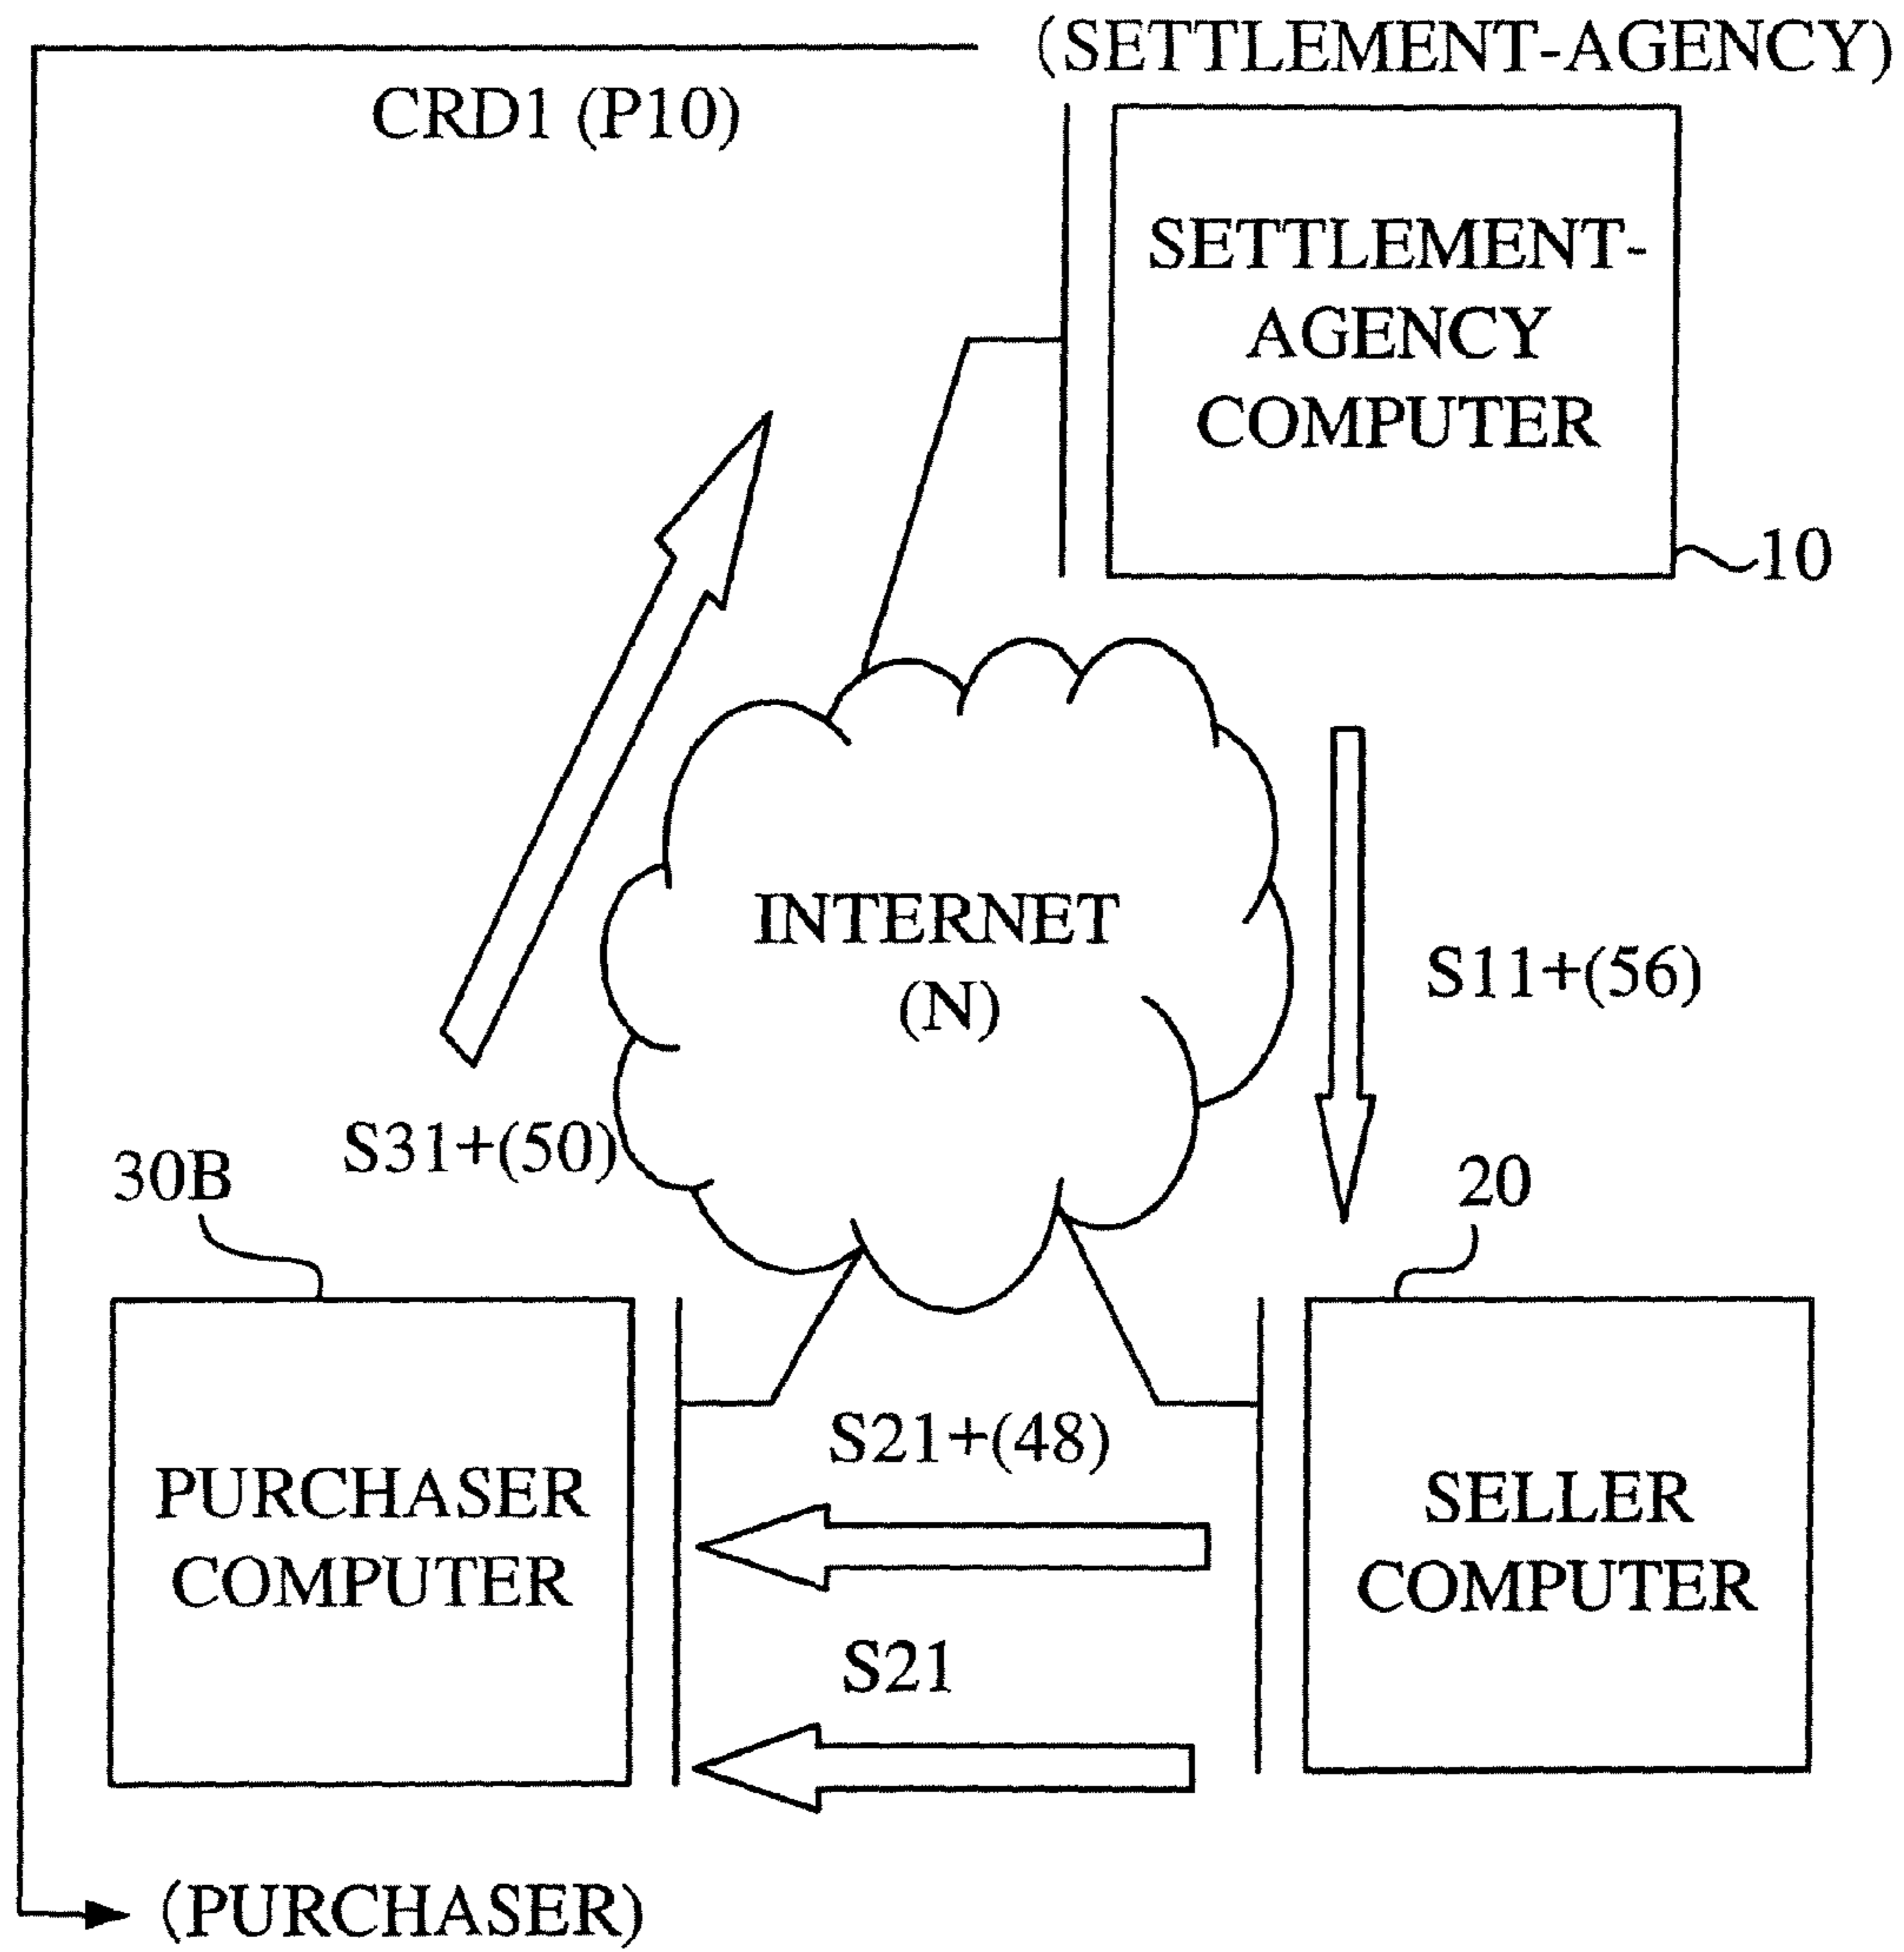 (SETTLEMENT-AGENCY)
CRD1 (P10)
SETTLEMENT-
AGENCY
COMPUTER
10
INTERNET
(N)
S11+(56)
S31+(50)
30B
20
S21+(48)
PURCHASER
COMPUTER
SELLER
COMPUTER
S21
(PURCHASER)